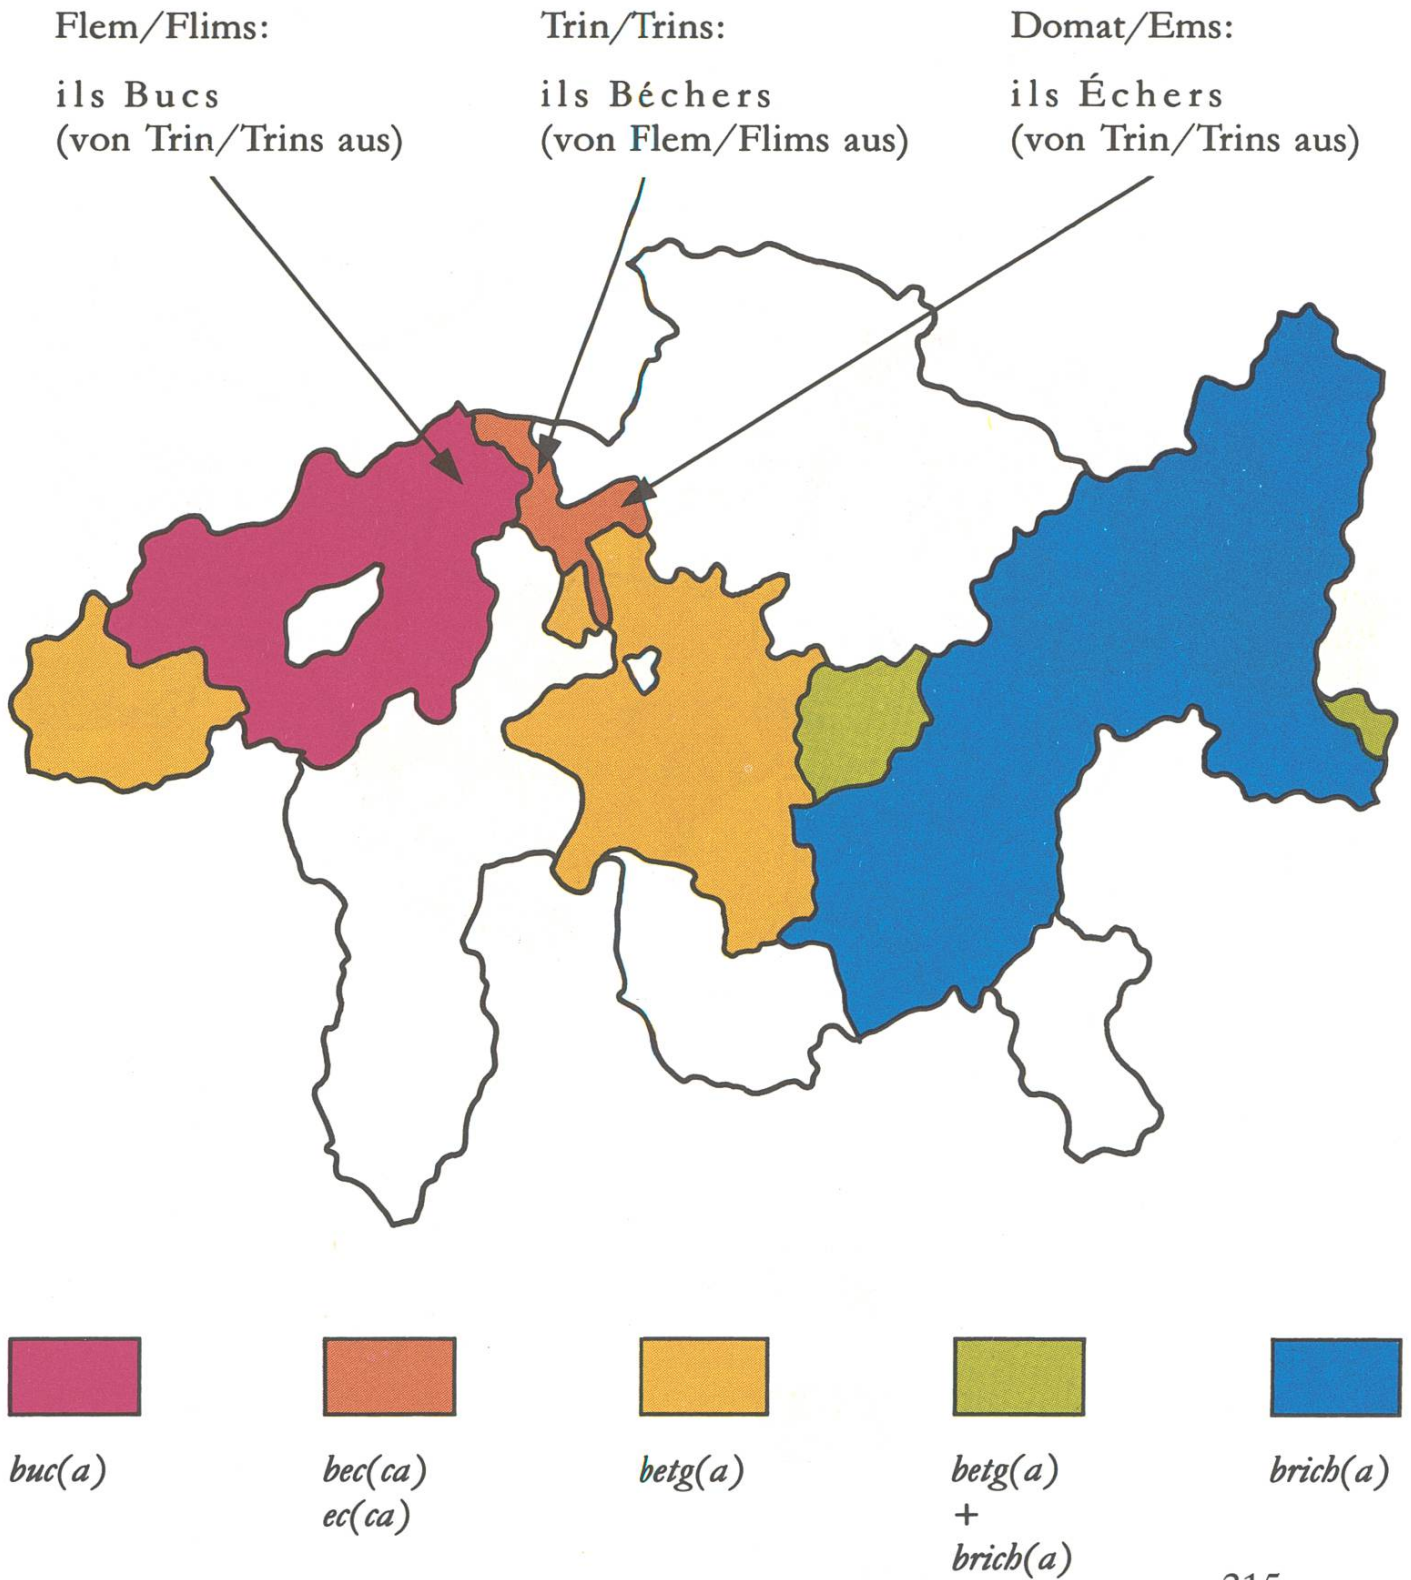 Flem/Flims:
ils Bucs
(von Trin/Trins aus)
Trin/Trins:
ils Béchers
(von Flem/Flims aus)
Domat/Ems:
ils Échers
(von Trin/Trins aus)
buc(a)
bec(ca)
ec(ca)
betg(a)
betg(a)
+
brich(a)
brich(a)